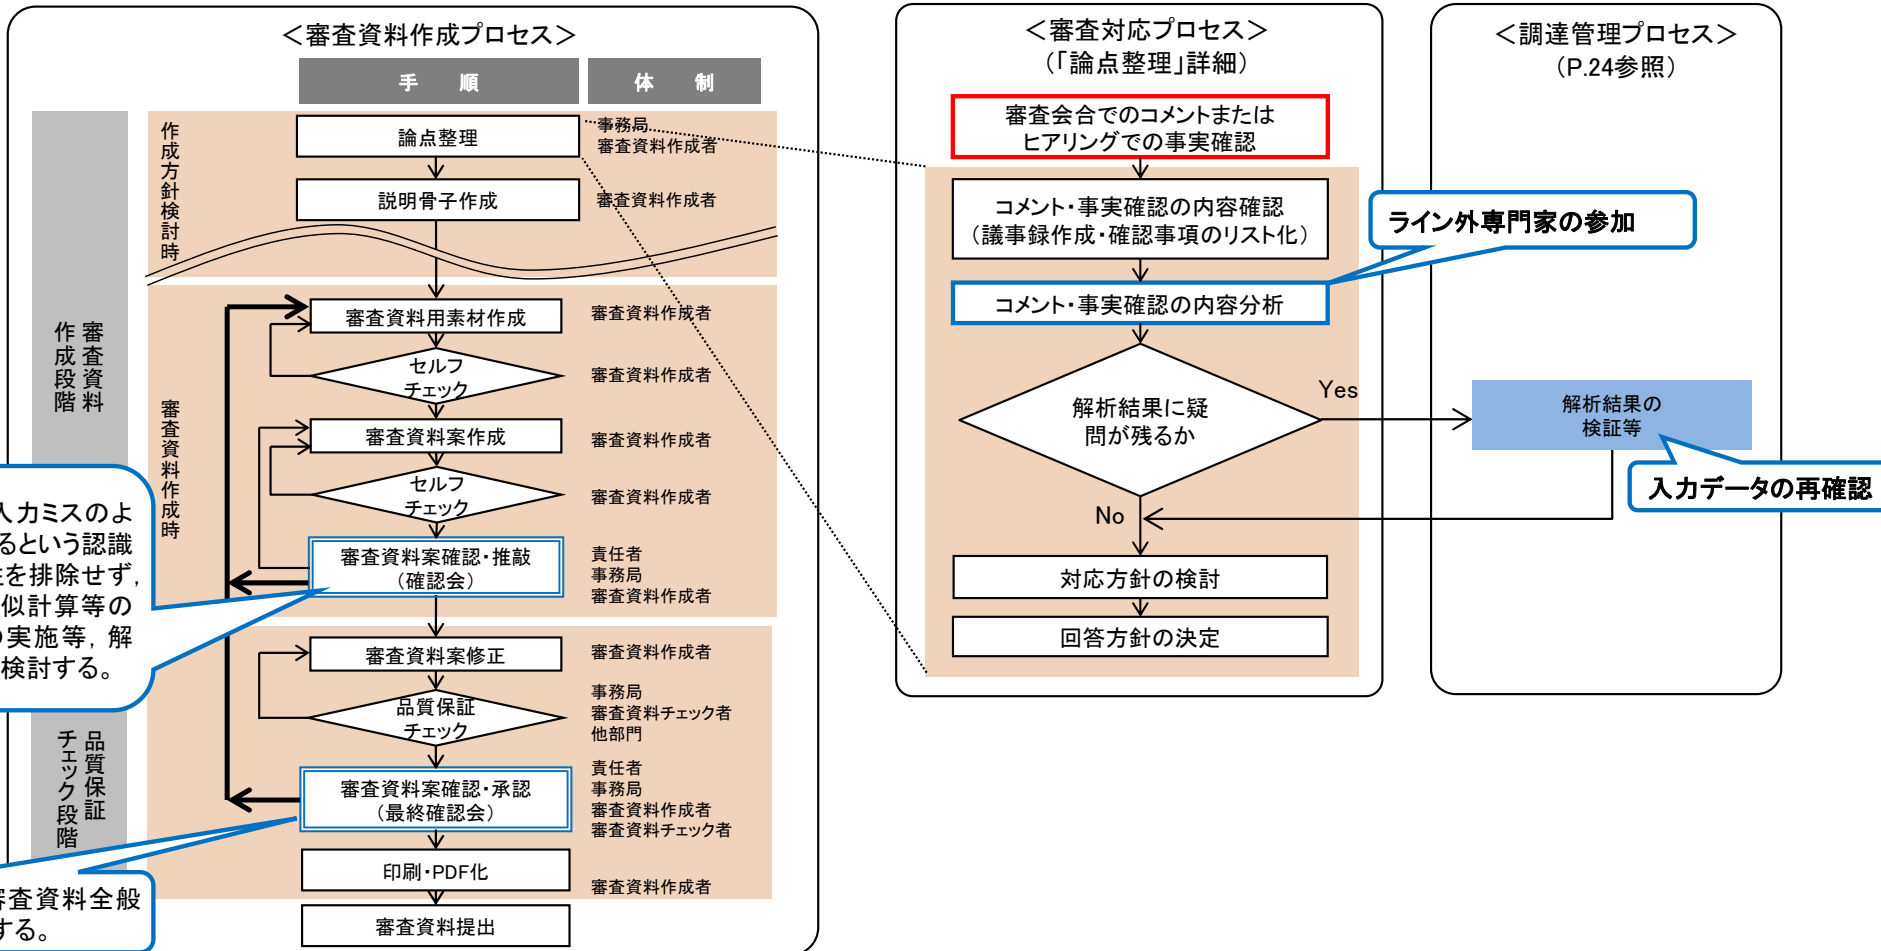 ＜審査資料作成プロセス＞
手　順
体　制
審査資料
作成段階
品質保証
チェック段階
作成方針検討時
審査資料作成時
論点整理
事務局
審査資料作成者
説明骨子作成
審査資料作成者
審査資料用素材作成
審査資料作成者
セルフ
チェック
審査資料作成者
審査資料案作成
審査資料作成者
セルフ
チェック
審査資料作成者
審査資料案確認・推敲
（確認会）
責任者
事務局
審査資料作成者
審査資料案修正
審査資料作成者
品質保証
チェック
事務局
審査資料チェック者
他部門
審査資料案確認・承認
（最終確認会）
責任者
事務局
審査資料作成者
審査資料チェック者
印刷・PDF化
審査資料作成者
審査資料提出
入力ミスのよ
るという認識
を排除せず，
似計算等の
実施等，解
検討する。
審査資料全般
する。
＜審査対応プロセス＞
（「論点整理」詳細）
審査会合でのコメントまたは
ヒアリングでの事実確認
コメント・事実確認の内容確認
（議事録作成・確認事項のリスト化）
コメント・事実確認の内容分析
解析結果に疑
問が残るか
Yes
No
対応方針の検討
回答方針の決定
＜調達管理プロセス＞
（P.24参照）
ライン外専門家の参加
解析結果の
検証等
入力データの再確認